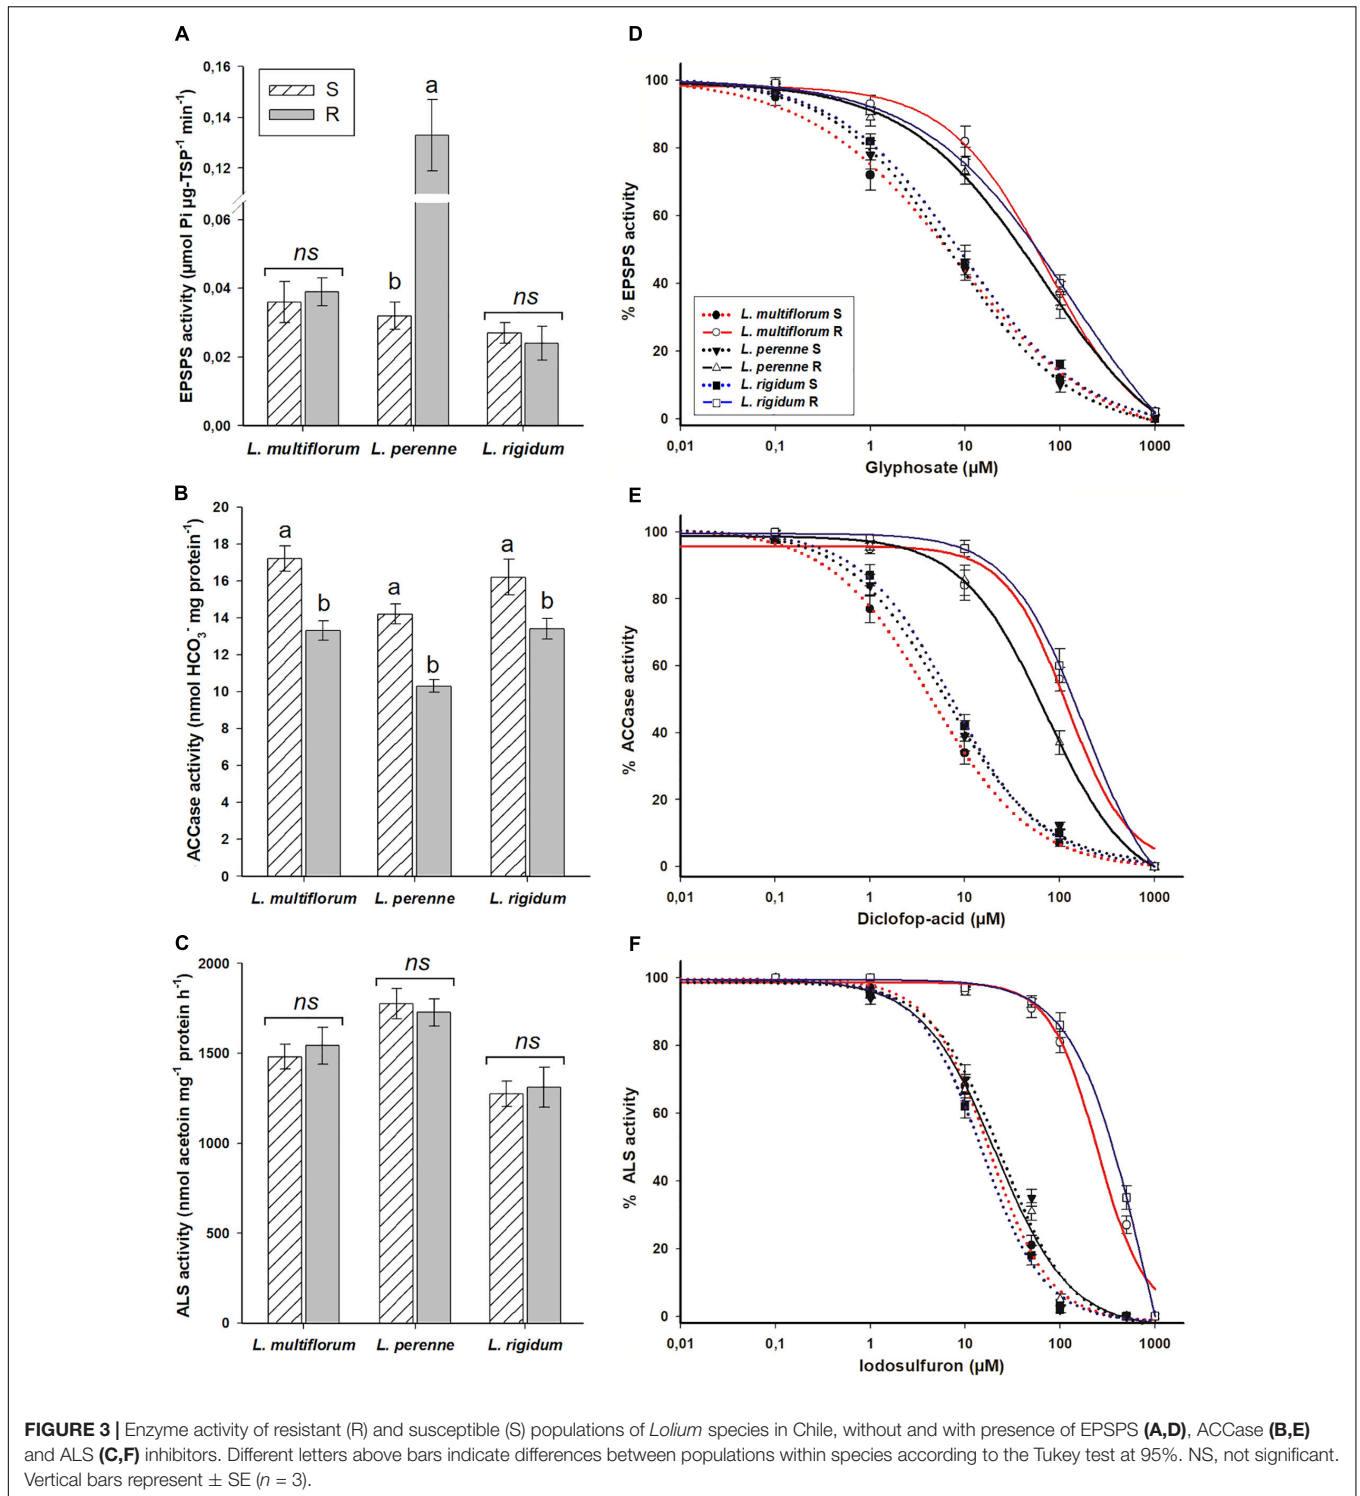 A
EPSPS activity (µmol Pi µg-TSP-1 min-1)
0,16
0,14
0,12
0,06
0,04
0,02
0,00
S
R
ns
b
a
ns
L. multiflorum
L. perenne
L. rigidum
B
ACCase activity (nmol HCO3- mg protein-1)
20
18
16
14
12
10
8
6
4
2
0
a
b
a
b
a
b
L. multiflorum
L. perenne
L. rigidum
C
ALS activity (nmol acetoin mg-1 protein h-1)
2000
1500
1000
500
0
ns
ns
ns
L. multiflorum
L. perenne
L. rigidum
D
% EPSPS activity
100
80
60
40
20
0
L. multiflorum S
L. multiflorum R
L. perenne S
L. perenne R
L. rigidum S
L. rigidum R
0,01
0,1
1
10
100
1000
Glyphosate (µM)
E
% ACCase activity
100
80
60
40
20
0
0,01
0,1
1
10
100
1000
Diclofop-acid (µM)
F
% ALS activity
100
80
60
40
20
0
0,01
0,1
1
10
100
1000
Iodosulfuron (µM)
FIGURE 3 | Enzyme activity of resistant (R) and susceptible (S) populations of Lolium species in Chile, without and with presence of EPSPS (A,D), ACCase (B,E)
and ALS (C,F) inhibitors. Different letters above bars indicate differences between populations within species according to the Tukey test at 95%. NS, not significant.
Vertical bars represent ± SE (n = 3).